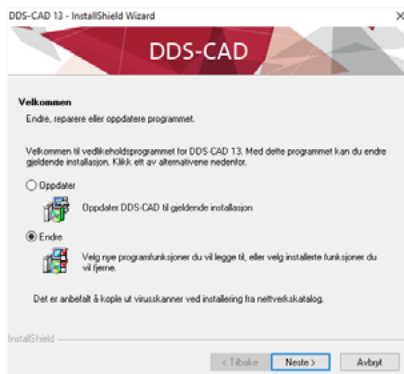 DDS-CAD 13 - InstallShield Wizard
DDS-CAD
Velkommen
Endre, reparere eller oppdatere programmet.
Velkommen til vedlikeholdsprogrammet for DDS-CAD 13. Med dette programmet kan du endre
gjeldende installasjon. Klikk ett av alternativene nedenfor.
Oppdater
Oppdater DDS-CAD til gjeldende installasjon
Endre
Velg nye programfunksjoner du vil legge til, eller velg installerte funksjoner du
vil fjerne.
Det er anbefalt å kople ut virusskanner ved installering fra nettverkskatalog.
InstallShield
< Tilbake
Neste >
Avbryt